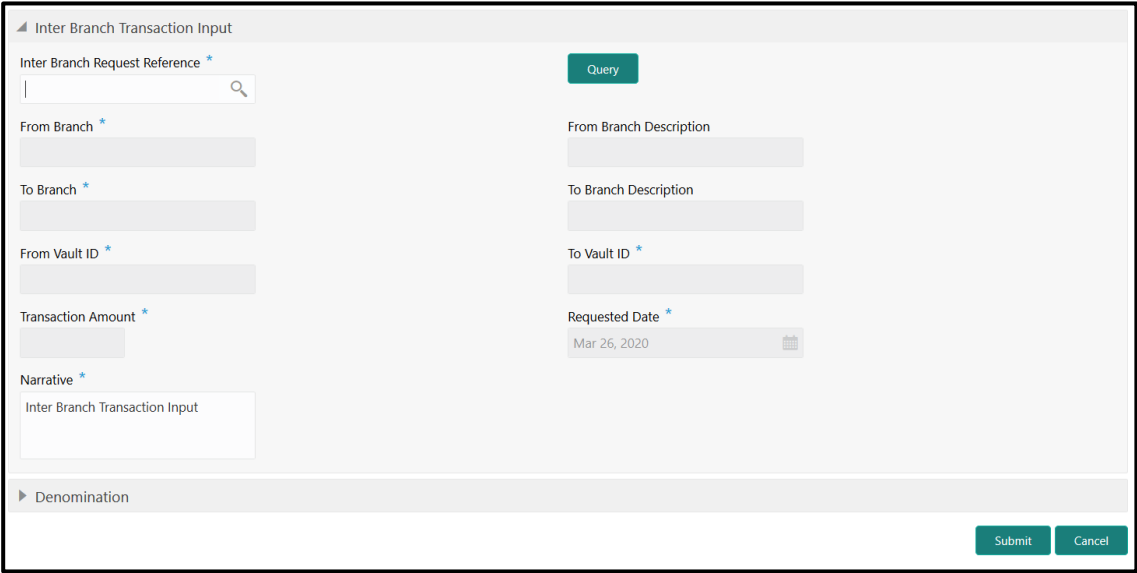 Inter Branch Transaction Input
Inter Branch Request Reference *
Query
From Branch *
From Branch Description
To Branch *
To Branch Description
From Vault ID *
To Vault ID *
Transaction Amount *
Requested Date *
Mar 26, 2020
Narrative *
Inter Branch Transaction Input
Denomination
Submit
Cancel